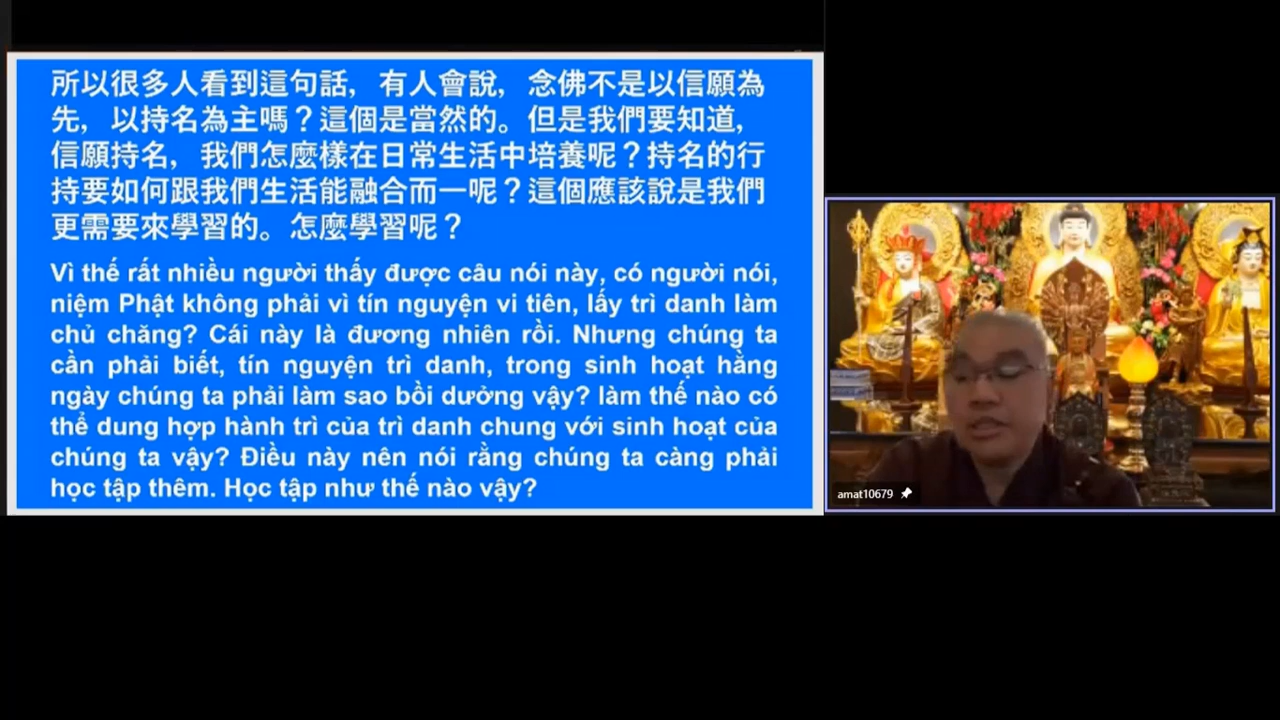 所以很多人看到這句話，有人會說，念佛不是以信願為
先，以持名為主嗎？這個是當然的。但是我們要知道，
信願持名，我們怎麼樣在日常生活中培養呢？持名的行
持要如何跟我們生活能融合而一呢？這個應該說是我們
更需要來學習的。怎麼學習呢？
Vì thế rất nhiều người thấy được câu nói này, có người nói,
niệm Phật không phải vì tín nguyện vi tiên, lấy trì danh làm
chủ chăng? Cái này là đương nhiên rồi. Nhưng chúng ta
cần phải biết, tín nguyện trì danh, trong sinh hoạt hằng
ngày chúng ta phải làm sao bồi dưởng vậy? làm thế nào có
thể dung hợp hành trì của trì danh chung với sinh hoạt của
chúng ta vậy? Điều này nên nói rằng chúng ta càng phải
học tập thêm. Học tập như thế nào vậy?
amat10679